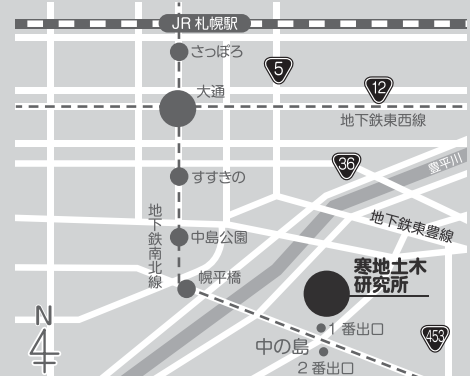 JR 札幌駅
さっぽろ
5
大通
12
地下鉄東西線
豊平川
36
すすきの
地下鉄南北線
地下鉄東豊線
中島公園
寒地土木
研究所
幌平橋
N
1番出口
453
中の島
2番出口